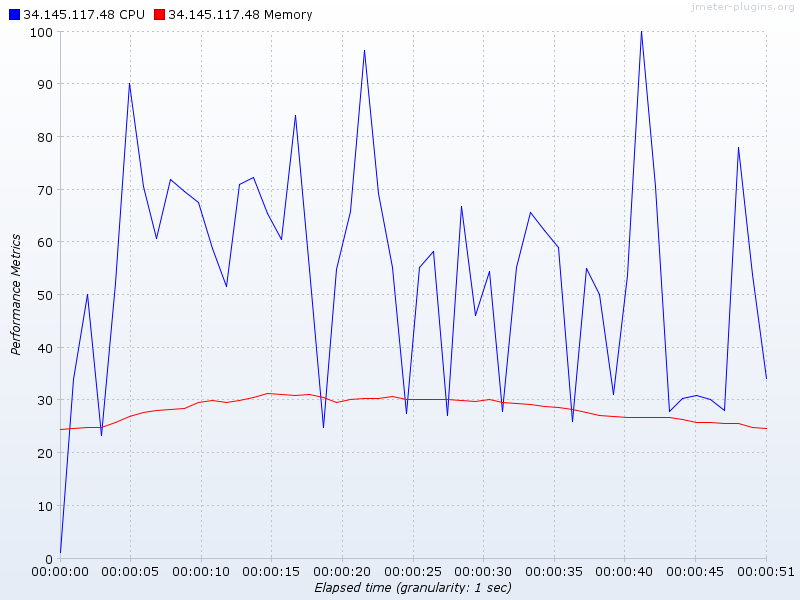 34.145.117.48 CPU 34.145.117.48 Memory
jmeter-plugins.org
100
90
80
70
60
50
40
30
20
10
0
Performance Metrics
00:00:00 00:00:05 00:00:10 00:00:15 00:00:20 00:00:25 00:00:30 00:00:35 00:00:40 00:00:45 00:00:51
Elapsed time (granularity: 1 sec)